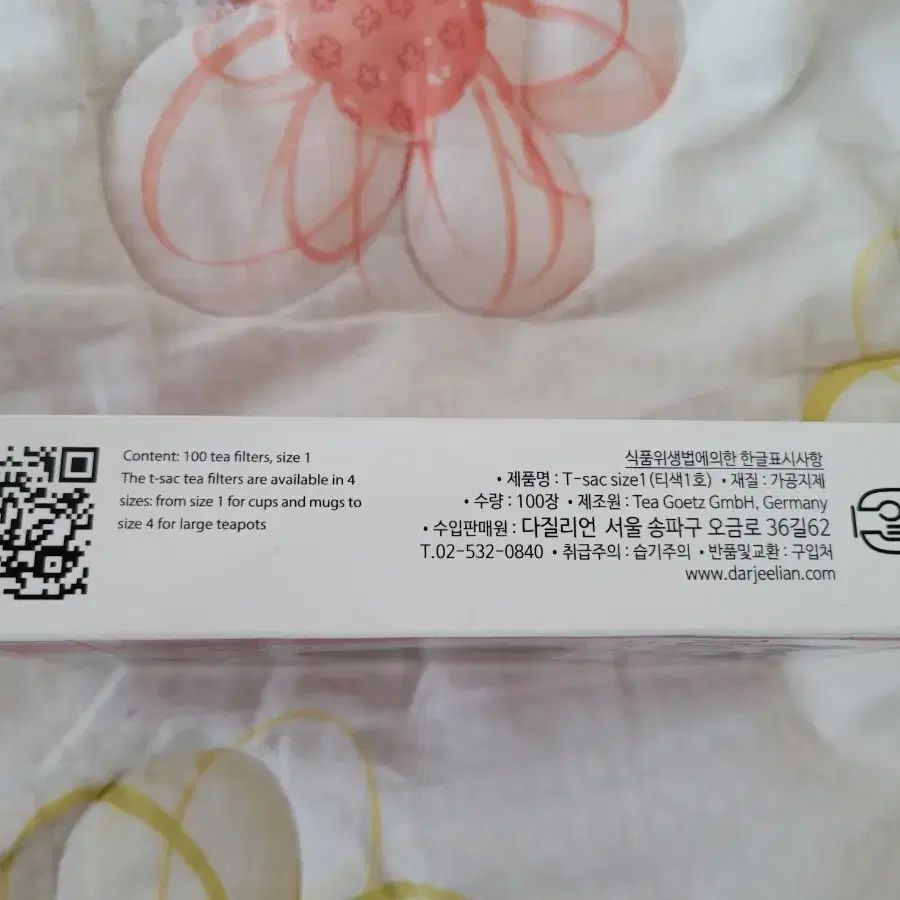 Content: 100 tea filters, size 1
The t-sac tea filters are available in 4
sizes: from size 1 for cups and mugs to
size 4 for large teapots
식품위생법에의한 한글표시사항
• 제품명 : T-sac size1(티색1호) • 재질 : 가공지제
• 수량 : 100장 • 제조원 : Tea Goetz GmbH, Germany
• 수입판매원 : 다질리언 서울 송파구 오금로 36길62
T.02-532-0840 • 취급주의 : 습기주의 • 반품및교환 : 구입처
www.darjeelian.com